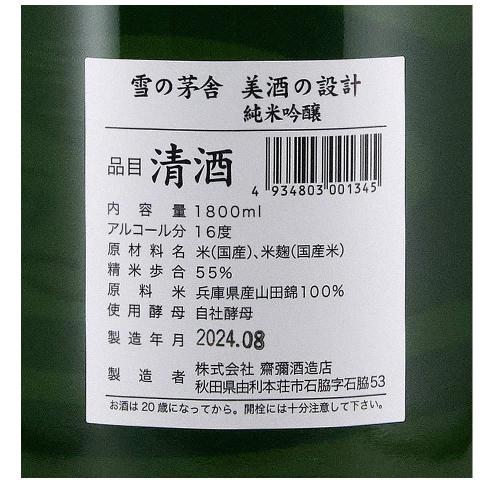 雪の茅舎 美酒の設計
純米吟醸
品目 清酒
4 934803 001345
内容量 1800ml
アルコール分 16度
原材料名 米(国産)、米麹(国産米)
精米歩合 55%
原料米 兵庫県産山田錦100%
使用酵母 自社酵母
製造年月 2024.08
製造者 株式会社 齋彌酒造店
秋田県由利本荘市石脇字石脇53
お酒は20歳になってから。開栓には十分注意して下さい。